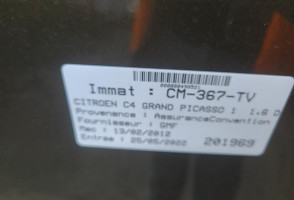 Immat : CM-367-TV
CITROEN C4 GRAND PICASSO : 1.6 D
Provenance : AssuranceConvention
Fournisseur : GMF
Mec : 13/02/2012
Entree : 25/05/2022 201969